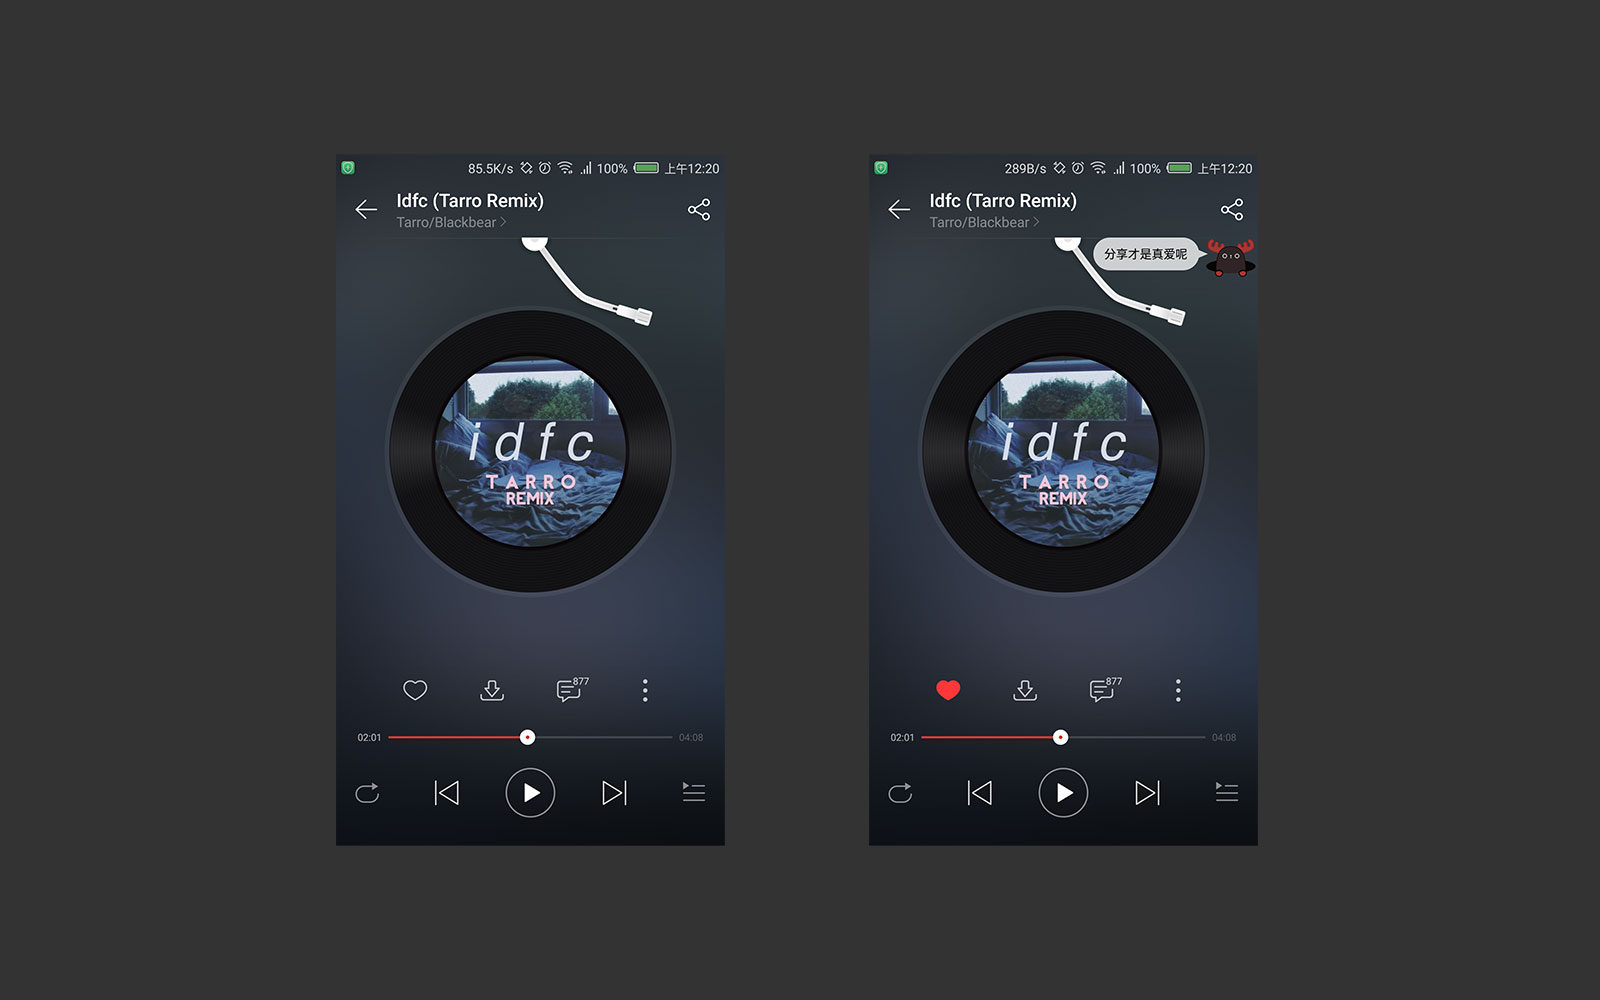 85.5K/s 100% 上午12:20
Idfc (Tarro Remix)
Tarro/Blackbear
idfc
TARRO
REMIX
877
02:01 04:08
289B/s 100% 上午12:20
Idfc (Tarro Remix)
Tarro/Blackbear
分享才是真爱呢
idfc
TARRO
REMIX
877
02:01 04:08